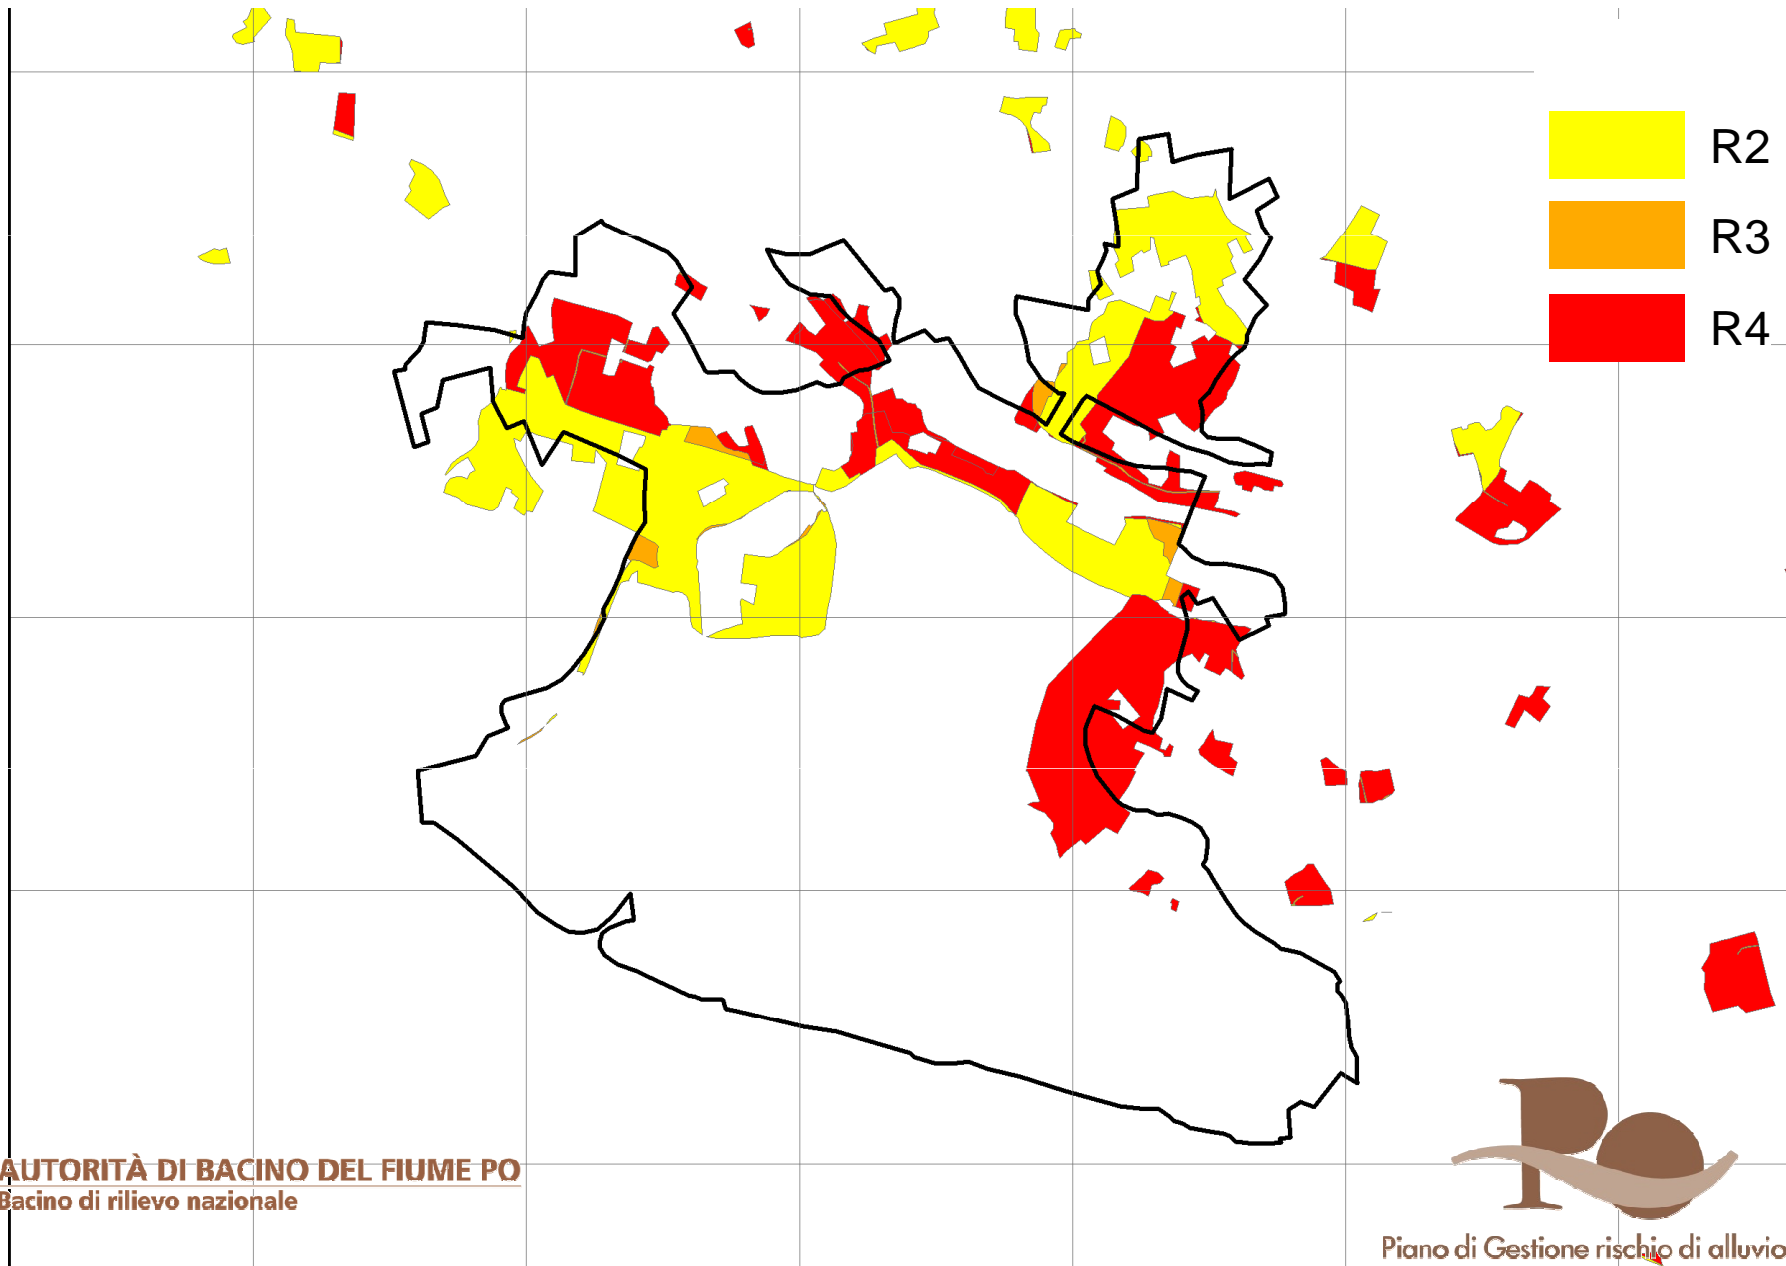 R2
R3
R4
AUTORITÀ DI BACINO DEL FIUME PO
Bacino di rilievo nazionale
PO
Piano di Gestione rischio di alluvio